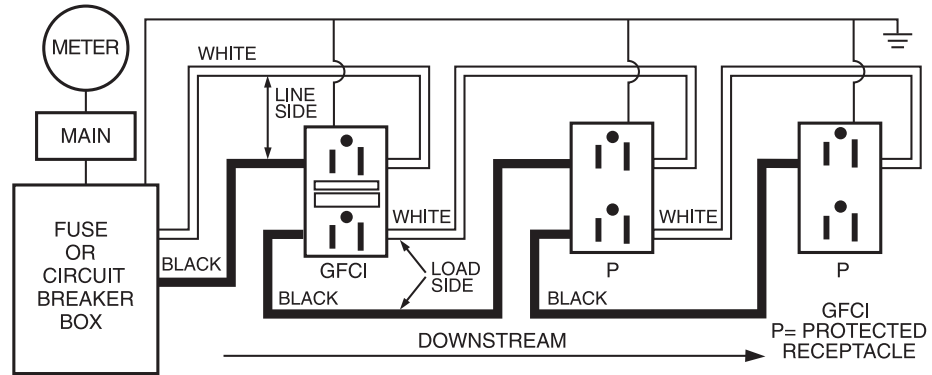 METER
MAIN
FUSE
OR
CIRCUIT
BREAKER
BOX
WHITE
LINE
SIDE
BLACK
GFCI
WHITE
LOAD
SIDE
BLACK
P
WHITE
BLACK
P
GFCI
P= PROTECTED
RECEPTACLE
DOWNSTREAM